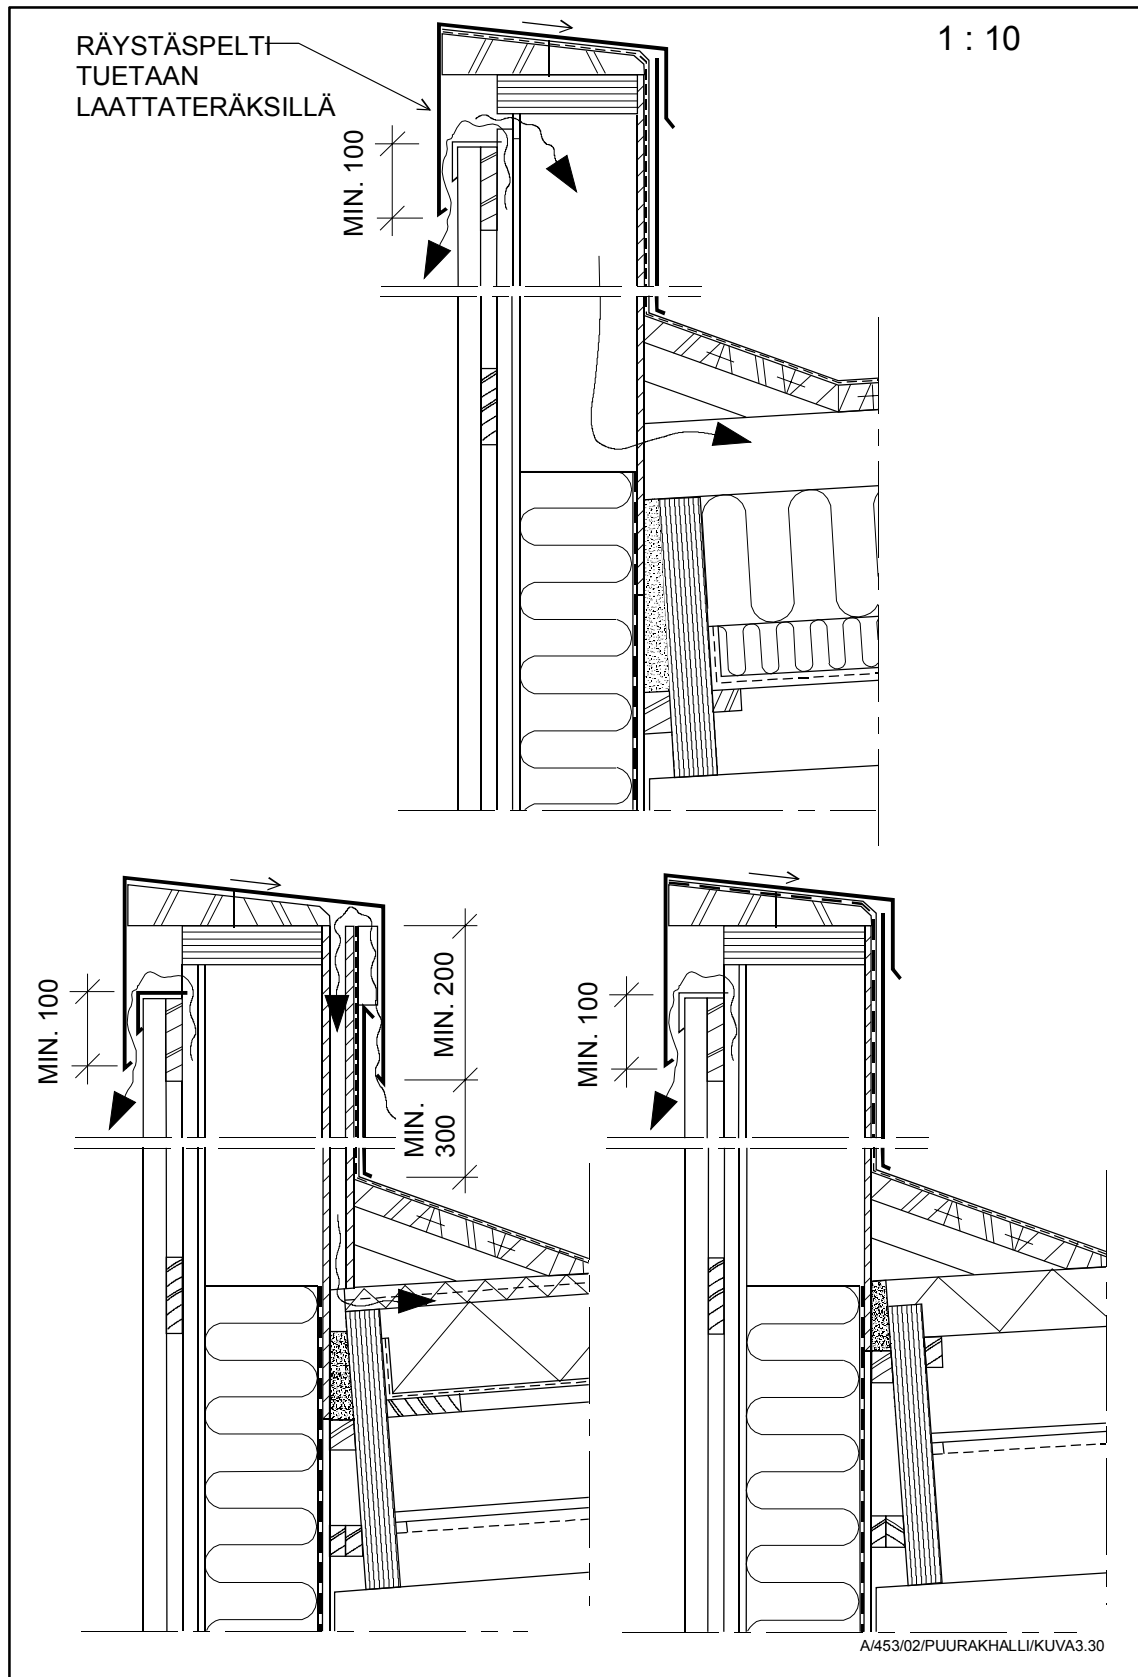 RÄYSTÄSPELTI
TUETAAN
LAATTATERÄKSILLÄ
1 : 10
MIN. 100
MIN. 100
MIN. 200
MIN.
300
MIN. 100
A/453/02/PUURAKHALLI/KUVA3.30